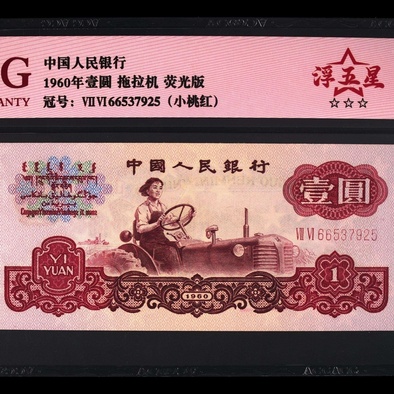 G
中国人民银行
1960年壹圆 拖拉机 荧光版
ANTY
冠号：VII VI 66537925（小桃红）
浮五星
中國人民銀行
壹圓
VII VI 66537925
YI
YUAN
1
1960